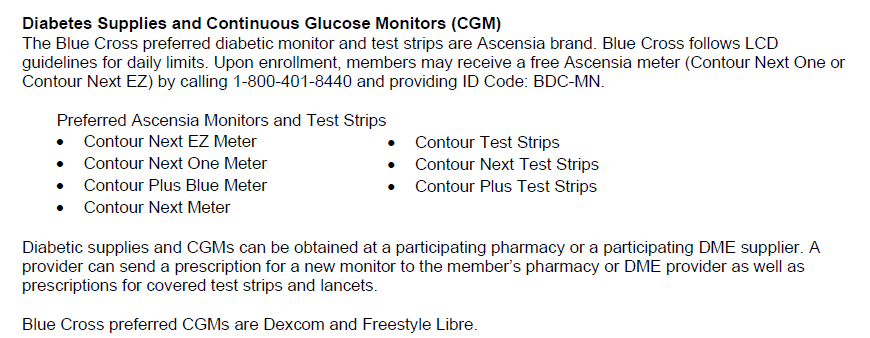 Diabetes Supplies and Continuous Glucose Monitors (CGM)
The Blue Cross preferred diabetic monitor and test strips are Ascensia brand. Blue Cross follows LCD
guidelines for daily limits. Upon enrollment, members may receive a free Ascensia meter (Contour Next One or
Contour Next EZ) by calling 1-800-401-8440 and providing ID Code: BDC-MN.
Preferred Ascensia Monitors and Test Strips
• Contour Next EZ Meter
• Contour Next One Meter
• Contour Plus Blue Meter
• Contour Next Meter
• Contour Test Strips
• Contour Next Test Strips
• Contour Plus Test Strips
Diabetic supplies and CGMs can be obtained at a participating pharmacy or a participating DME supplier. A
provider can send a prescription for a new monitor to the member's pharmacy or DME provider as well as
prescriptions for covered test strips and lancets.
Blue Cross preferred CGMs are Dexcom and Freestyle Libre.